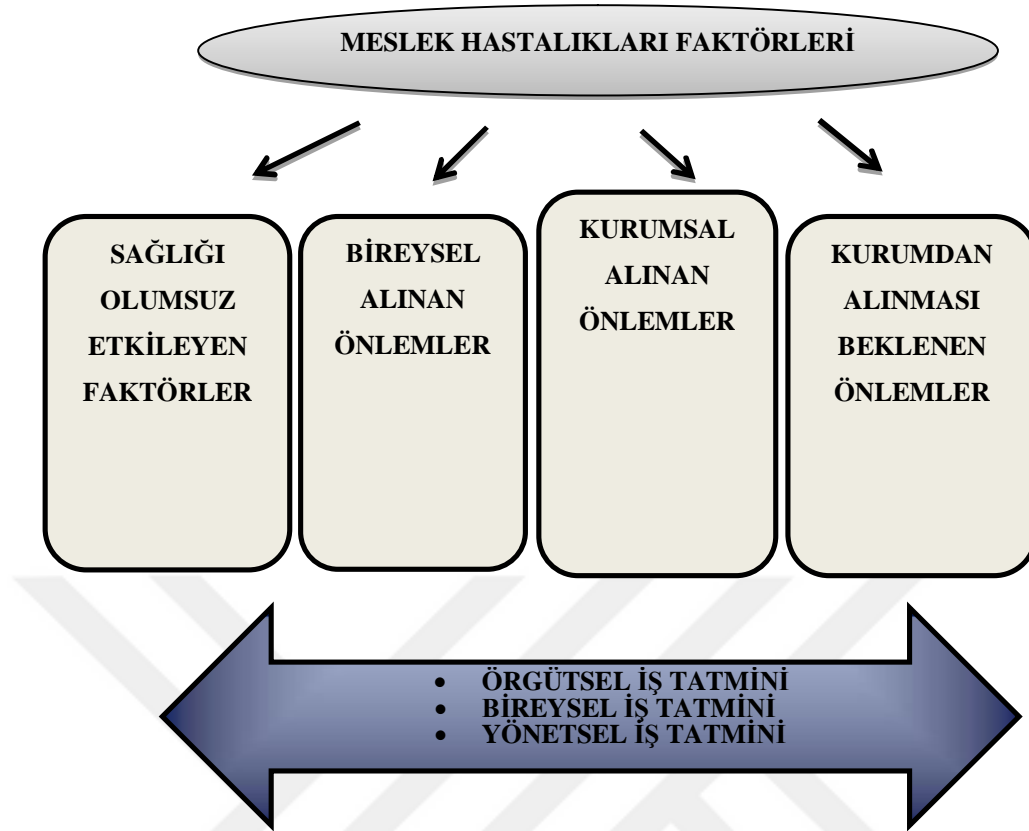 MESLEK HASTALIKLARI FAKTÖRLERİ
SAĞLIĞI
OLUMSUZ
ETKİLEYEN
FAKTÖRLER
BİREYSEL
ALINAN
ÖNLEMLER
KURUMSAL
ALINAN
ÖNLEMLER
KURUMDAN
ALINMASI
BEKLENEN
ÖNLEMLER
• ÖRGÜTSEL İŞ TATMİNİ
• BİREYSEL İŞ TATMİNİ
• YÖNETSEL İŞ TATMİNİ